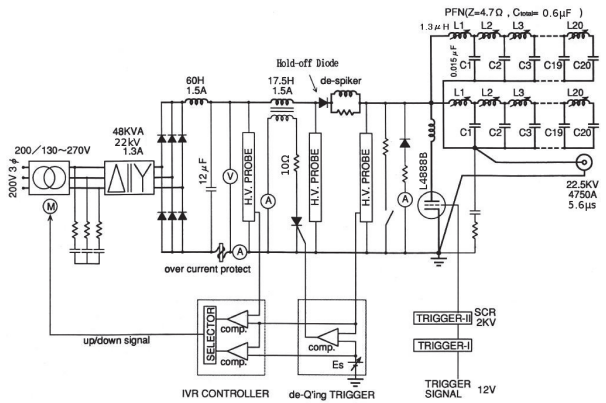 PFN(Z=4.7Ω , Ctotal= 0.6μF )
1.3μH L1 L2 L3 L20
0.015μF
C1 C2 C3 C19 C20
Hold-off Diode
60H
1.5A
17.5H
1.5A
de-spiker
L1 L2 L3 L20
C1 C2 C3 C19 C20
48KVA
22kV
1.3A
200/130~270V
200V 3φ
Δ Y
M
12μF
V
H.V. PROBE
A
10Ω
H.V. PROBE
H.V. PROBE
A
L4888B
22.5KV
4750A
5.6μs
A
over current protect
SELECTOR
comp.
comp.
comp.
Es
up/down signal
TRIGGER-II
SCR
2KV
TRIGGER-I
IVR CONTROLLER
de-Q'ing TRIGGER
TRIGGER
SIGNAL
12V